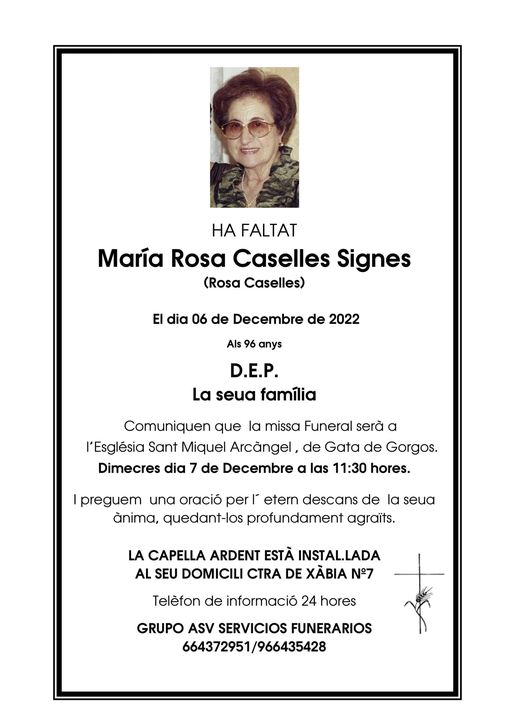 HA FALTAT
María Rosa Caselles Signes
(Rosa Caselles)
El dia 06 de Decembre de 2022
Als 96 anys
D.E.P.
La seua família
Comuniquen que la missa Funeral serà a
l´Església Sant Miquel Arcàngel , de Gata de Gorgos.
Dimecres dia 7 de Decembre a las 11:30 hores.
I preguem una oració per l´ etern descans de la seua
ànima, quedant-los profundament agraïts.
LA CAPELLA ARDENT ESTÀ INSTAL.LADA
AL SEU DOMICILI CTRA DE XÀBIA Nº7
Telèfon de informació 24 hores
GRUPO ASV SERVICIOS FUNERARIOS
664372951/966435428